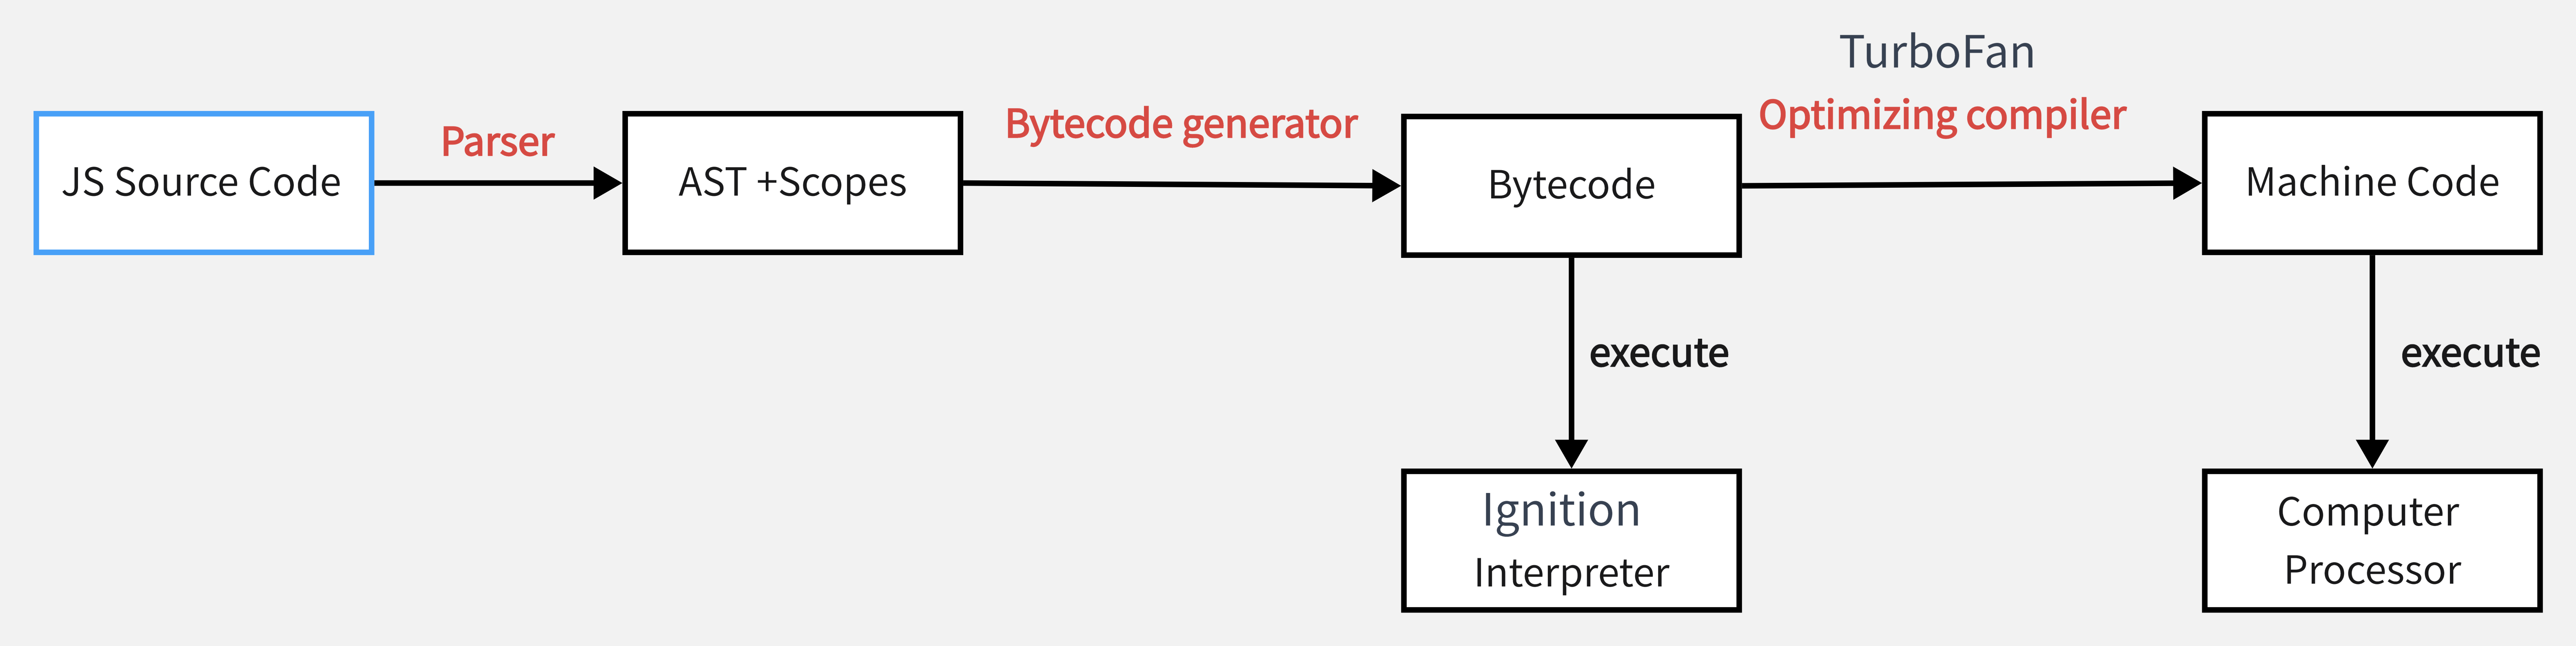 TurboFan
Parser
Bytecode generator
Optimizing compiler
JS Source Code
AST +Scopes
Bytecode
Machine Code
execute
execute
Ignition
Interpreter
Computer
Processor